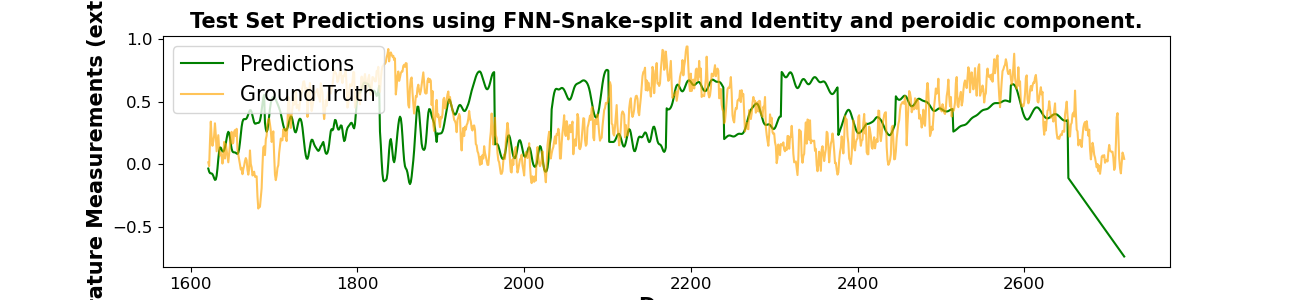 Test Set Predictions using FNN-Snake-split and Identity and peroidic component.
Predictions
Ground Truth
1.0
0.5
0.0
−0.5
1600 1800 2000 2200 2400 2600
Measurements (ext